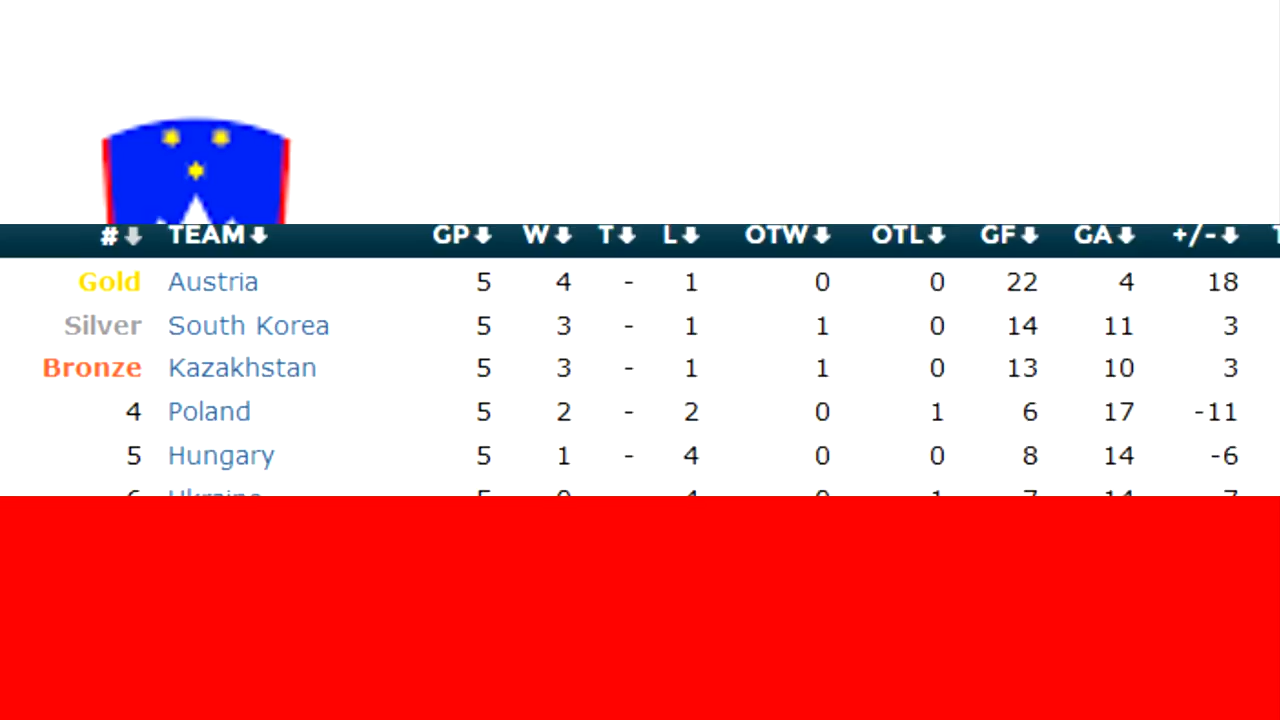 # TEAM GP W T L OTW OTL GF GA +/-
Gold Austria 5 4 - 1 0 0 22 4 18
Silver South Korea 5 3 - 1 1 0 14 11 3
Bronze Kazakhstan 5 3 - 1 1 0 13 10 3
4 Poland 5 2 - 2 0 1 6 17 -11
5 Hungary 5 1 - 4 0 0 8 14 -6